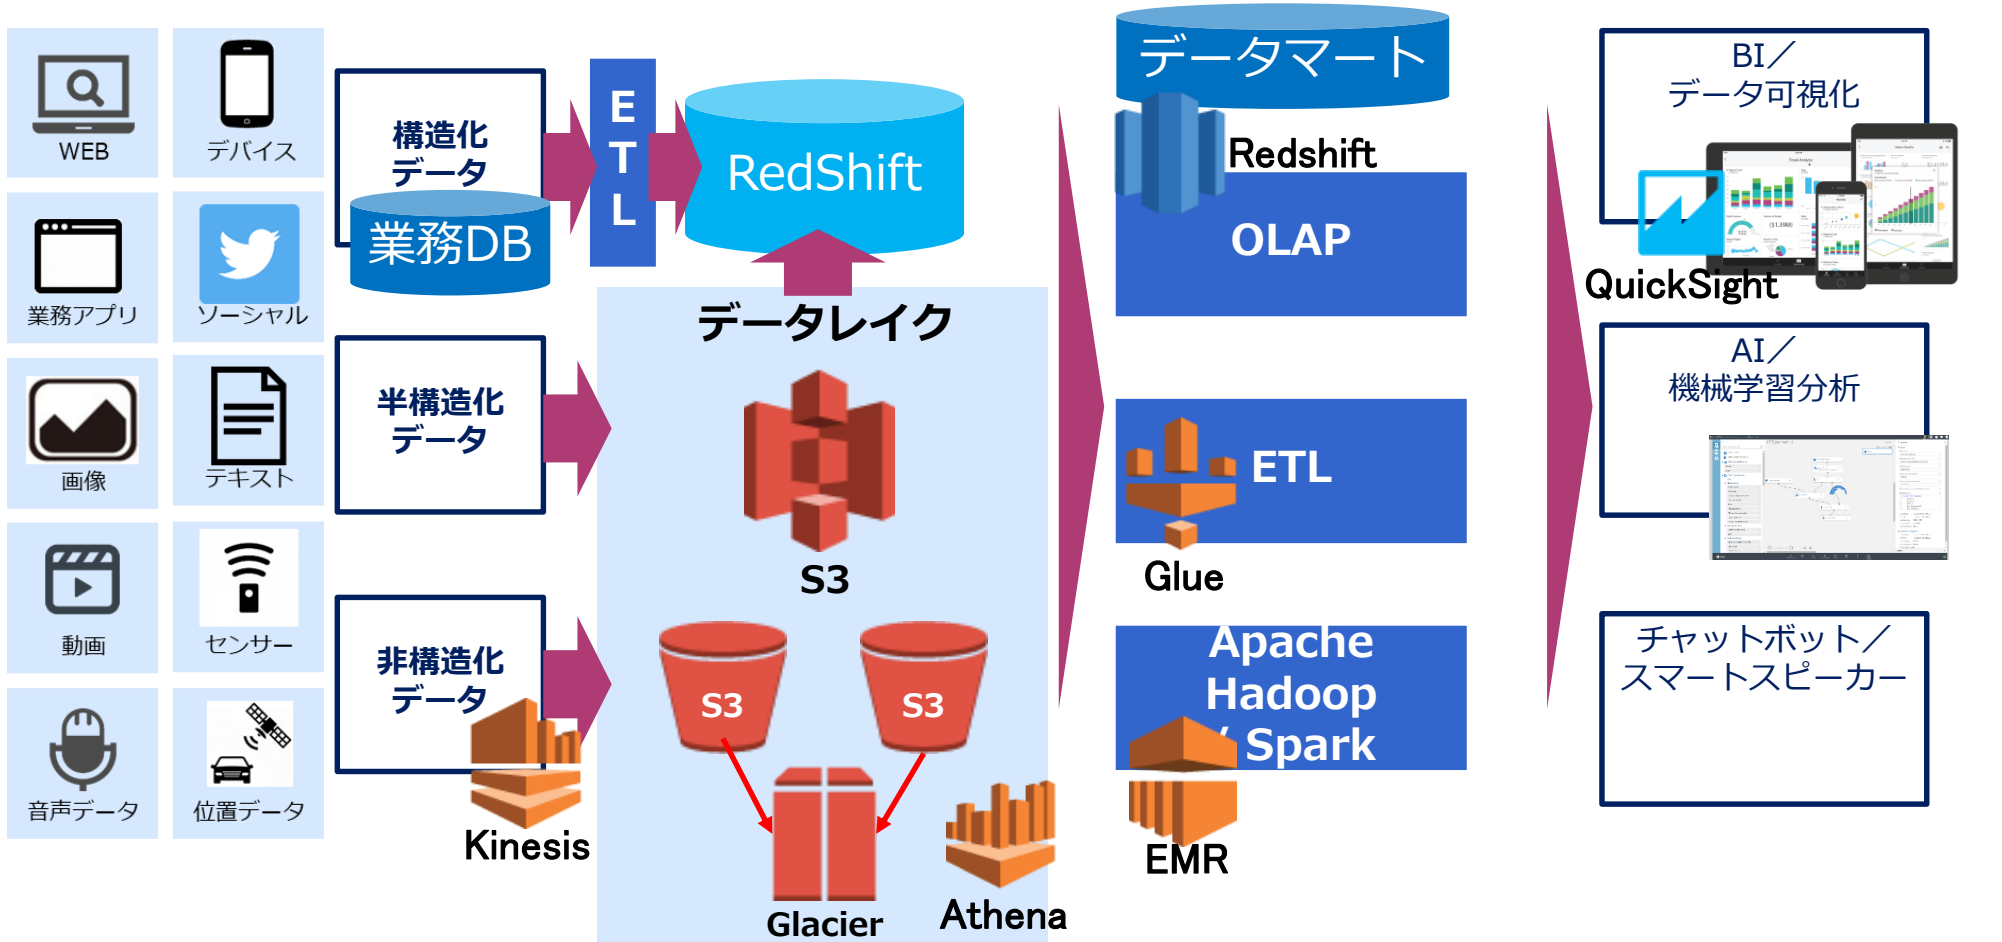 WEB
デバイス
業務アプリ
ソーシャル
画像
テキスト
動画
センサー
音声データ
位置データ
構造化
データ
業務DB
半構造化
データ
非構造化
データ
Kinesis
E
T
L
RedShift
データレイク
S3
S3
S3
Glacier
Athena
データマート
Redshift
OLAP
ETL
Glue
Apache
Hadoop
/ Spark
EMR
BI／
データ可視化
QuickSight
AI／
機械学習分析
チャットボット／
スマートスピーカー